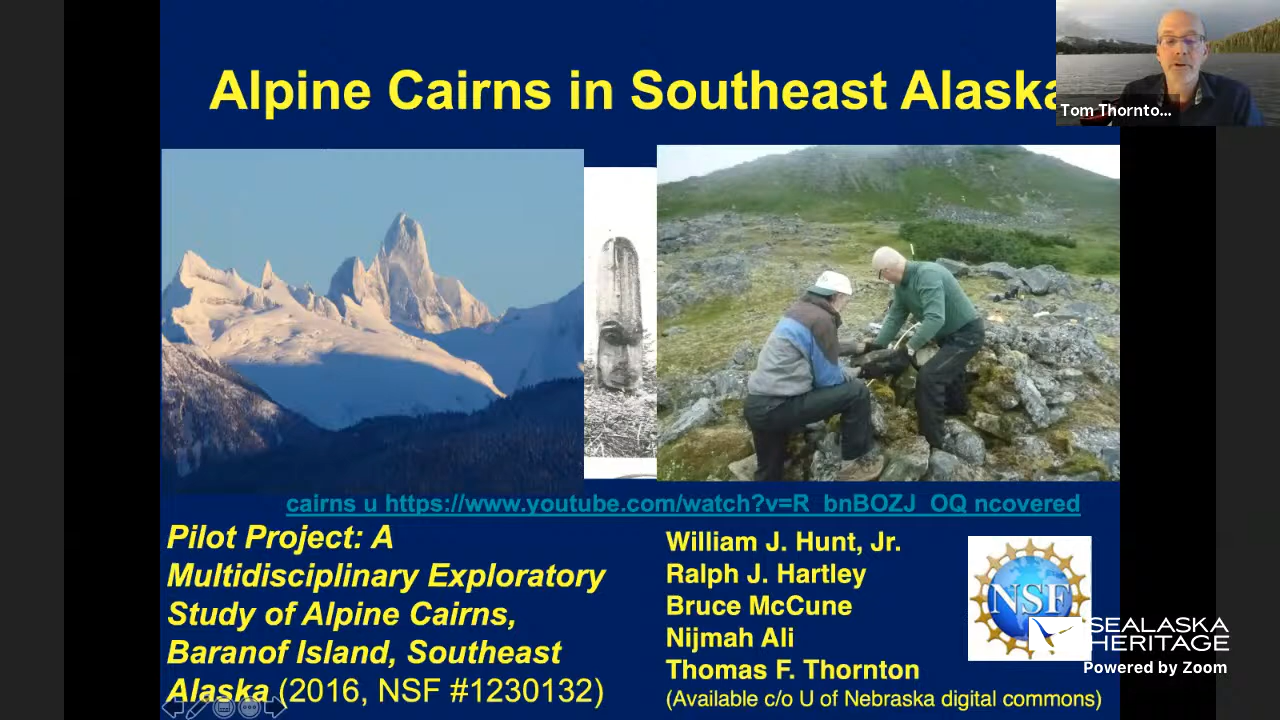 Alpine Cairns in Southeast Alaska
Tom Thornto...
cairns u https://www.youtube.com/watch?v=R_bnBOZJ_OQ ncovered
Pilot Project: A
Multidisciplinary Exploratory
Study of Alpine Cairns,
Baranof Island, Southeast
Alaska (2016, NSF #1230132)
William J. Hunt, Jr.
Ralph J. Hartley
Bruce McCune
Nijmah Ali
Thomas F. Thornton
(Available c/o U of Nebraska digital commons)
NSF
SEALASKA
HERITAGE
Powered by Zoom